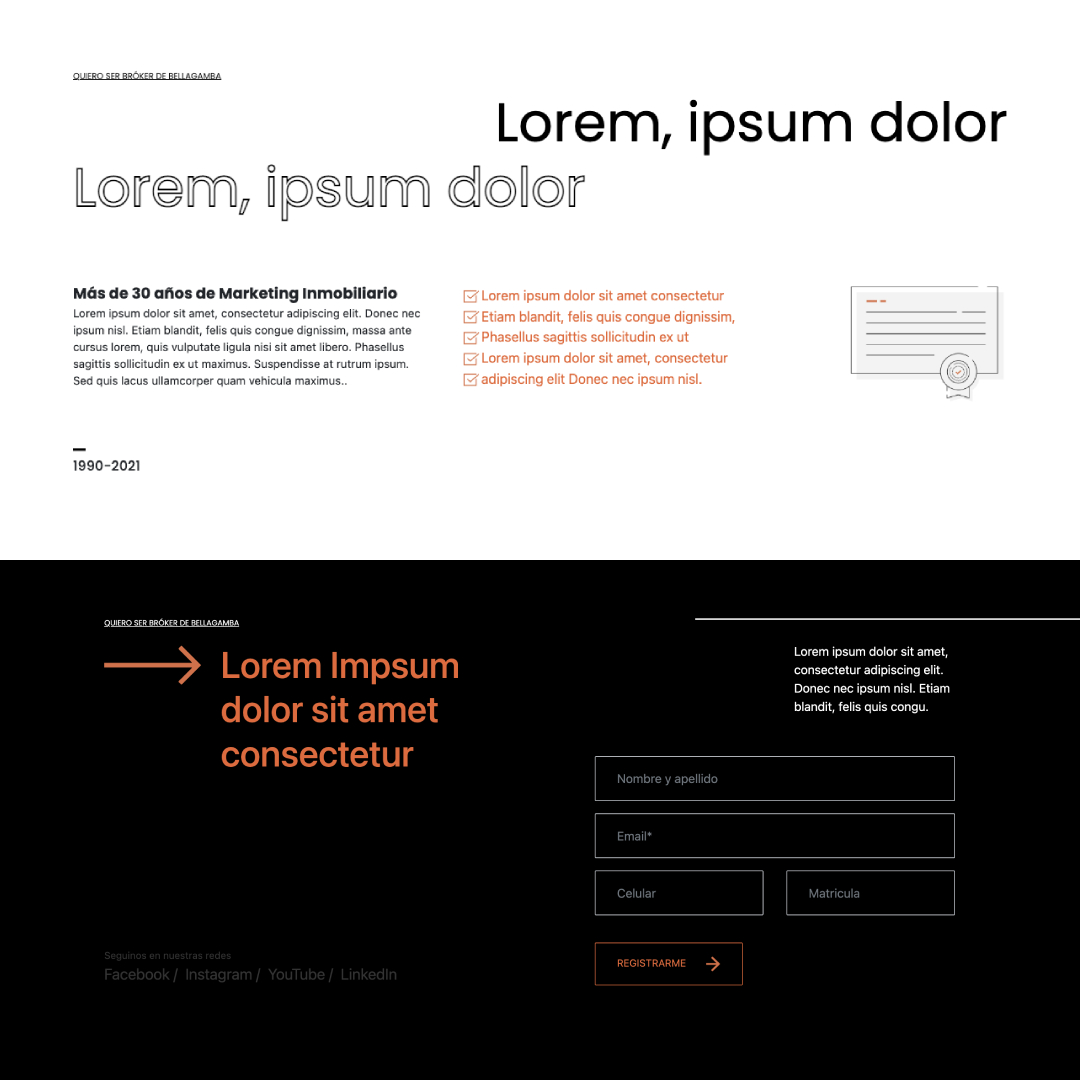 QUIERO SER BRÓKER DE BELLAGAMBA
Lorem, ipsum dolor
Lorem, ipsum dolor
Más de 30 años de Marketing Inmobiliario
Lorem ipsum dolor sit amet, consectetur adipiscing elit. Donec nec
ipsum nisl. Etiam blandit, felis quis congue dignissim, massa ante
cursus lorem, quis vulputate ligula nisi sit amet libero. Phasellus
sagittis sollicitudin ex ut maximus. Suspendisse at rutrum ipsum.
Sed quis lacus ullamcorper quam vehicula maximus..
Lorem ipsum dolor sit amet consectetur
Etiam blandit, felis quis congue dignissim,
Phasellus sagittis sollicitudin ex ut
Lorem ipsum dolor sit amet, consectetur
adipiscing elit Donec nec ipsum nisl.
1990-2021
QUIERO SER BRÓKER DE BELLAGAMBA
Lorem Impsum
dolor sit amet
consectetur
Lorem ipsum dolor sit amet,
consectetur adipiscing elit.
Donec nec ipsum nisl. Etiam
blandit, felis quis congu.
Nombre y apellido
Email*
Celular
Matricula
REGISTRARME
Seguínos en nuestras redes
Facebook / Instagram / YouTube / LinkedIn